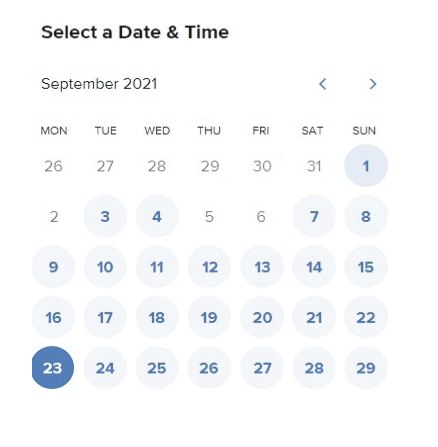 Select a Date & Time
September 2021
MON TUE WED THU FRI SAT SUN
26 27 28 29 30 31 1
2 3 4 5 6 7 8
9 10 11 12 13 14 15
16 17 18 19 20 21 22
23 24 25 26 27 28 29